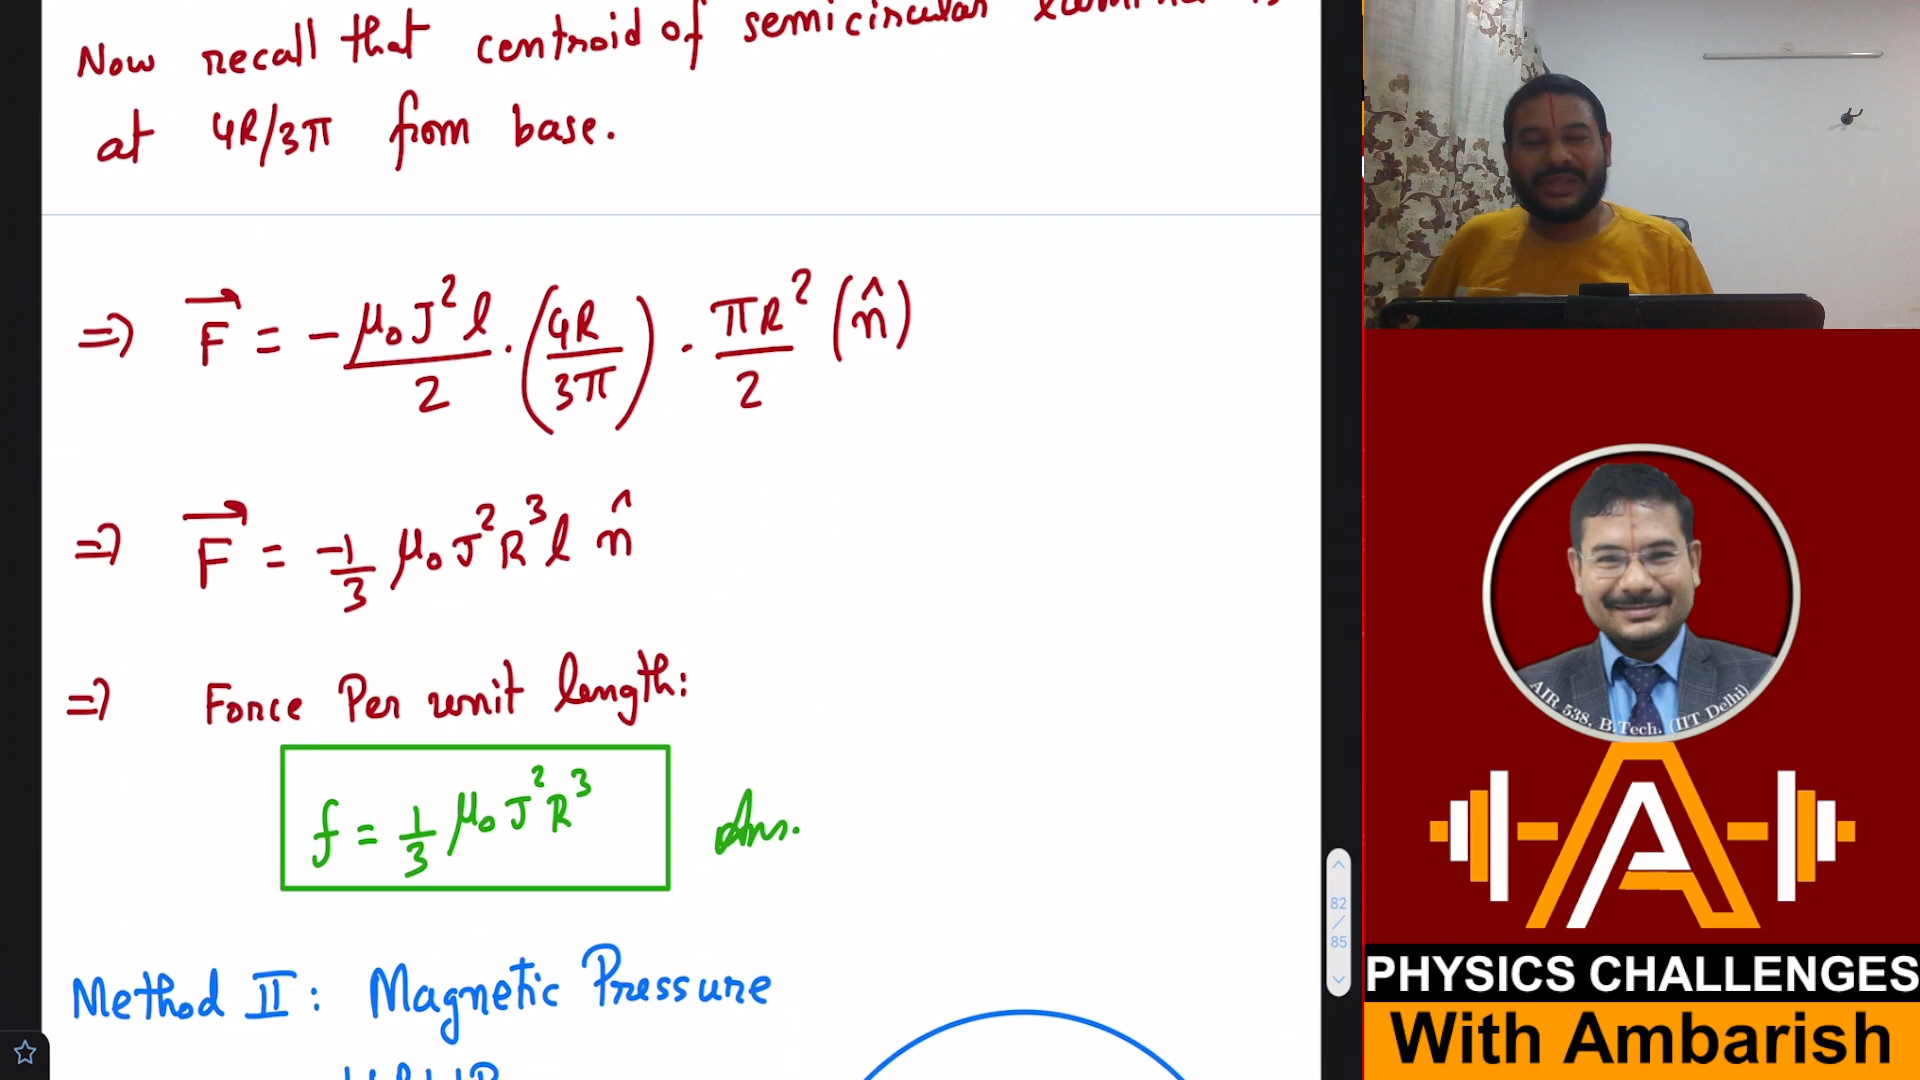 Now recall that centroid of semicircular lamina is
at 4R/3π from base.
⇒ F⃗ = -μ₀J²l/2 · (4R/3π) · πR²/2 (n̂)
⇒ F⃗ = -1/3 μ₀J²R³l n̂
⇒ Force Per unit length:
f = 1/3 μ₀J²R³ Ans.
Method II: Magnetic Pressure
82
/
85
AIR 538, B.Tech. (IIT Delhi)
A
PHYSICS CHALLENGES
With Ambarish